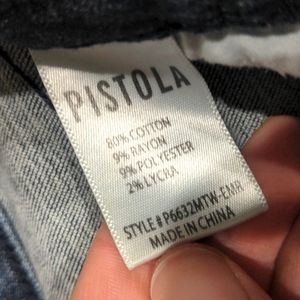 PISTOLA
80% COTTON
9% RAYON
9% POLYESTER
2% LYCRA
STYLE# P6632MTW-EMR
MADE IN CHINA